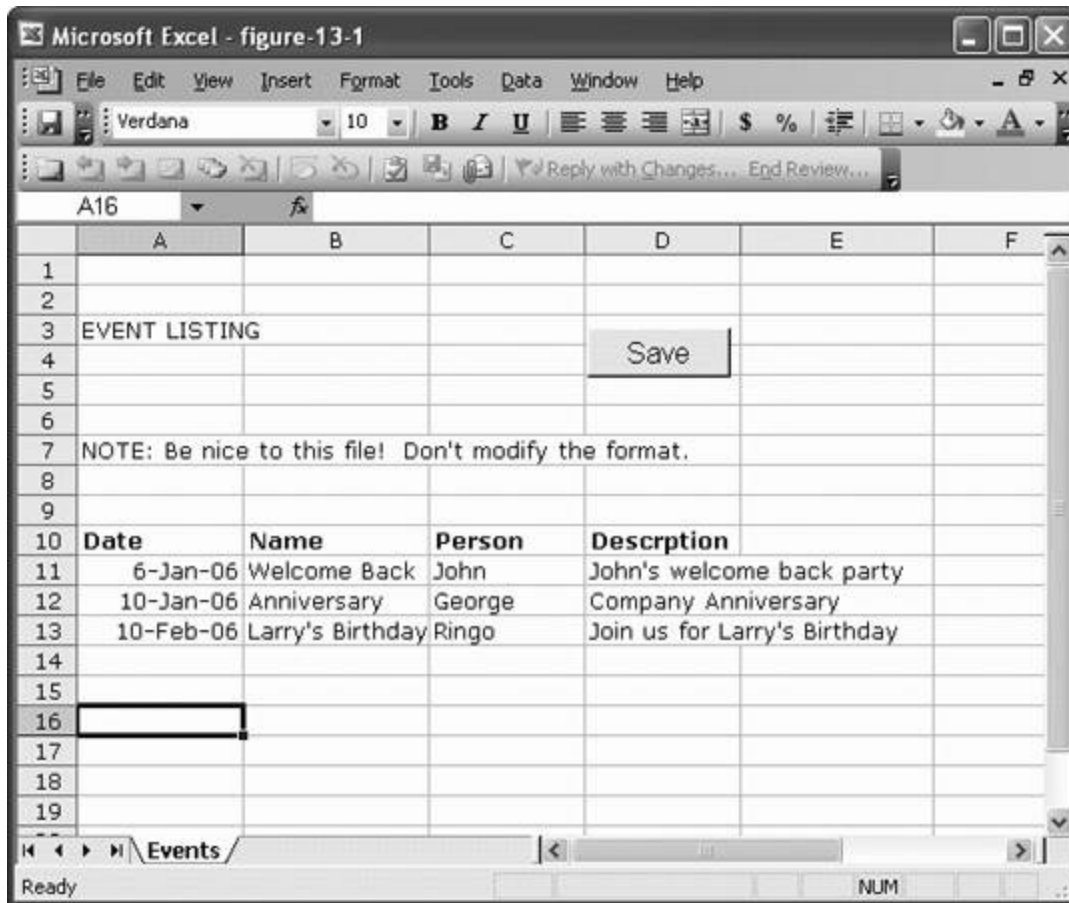 Microsoft Excel - figure-13-1
File Edit View Insert Format Tools Data Window Help
Verdana 10 B I U $ % A
Reply with Changes... End Review...
A16 fx
A B C D E F
1
2
3 EVENT LISTING
Save
4
5
6
7 NOTE: Be nice to this file! Don't modify the format.
8
9
10 Date Name Person Descrption
11 6-Jan-06 Welcome Back John John's welcome back party
12 10-Jan-06 Anniversary George Company Anniversary
13 10-Feb-06 Larry's Birthday Ringo Join us for Larry's Birthday
14
15
16
17
18
19
Events
Ready NUM